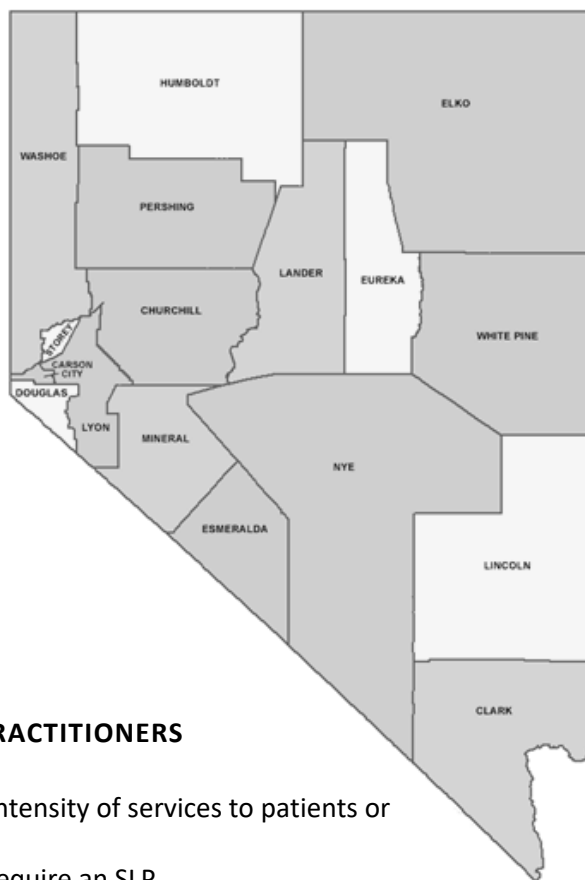 HUMBOLDT
ELKO
WASHOE
PERSHING
LANDER
EUREKA
CHURCHILL
WHITE PINE
STOREY
CARSON
CITY
DOUGLAS
LYON
MINERAL
NYE
ESMERALDA
LINCOLN
CLARK
RACTITIONERS
ntensity of services to patients or
equire an SLP